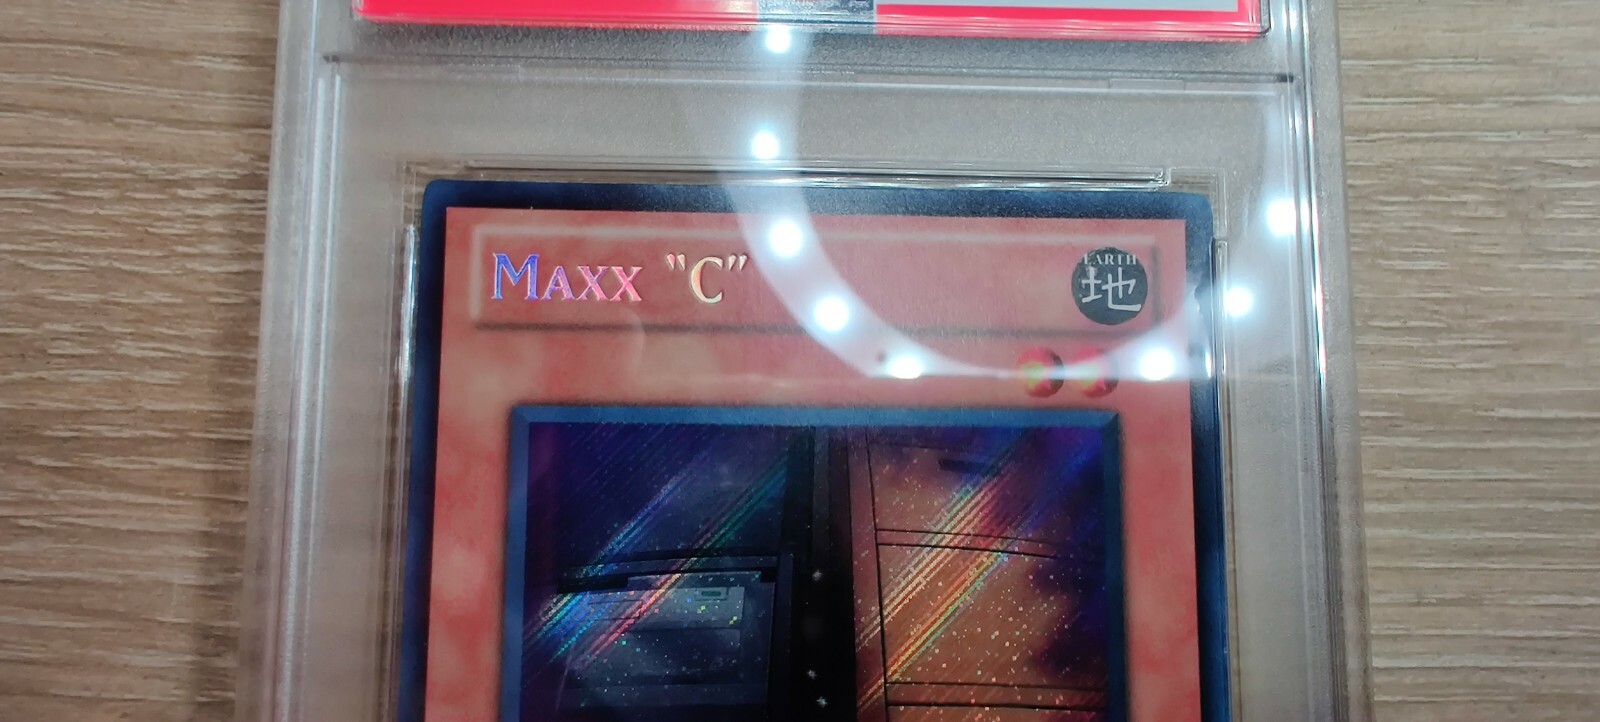 Maxx "C"
EARTH
地